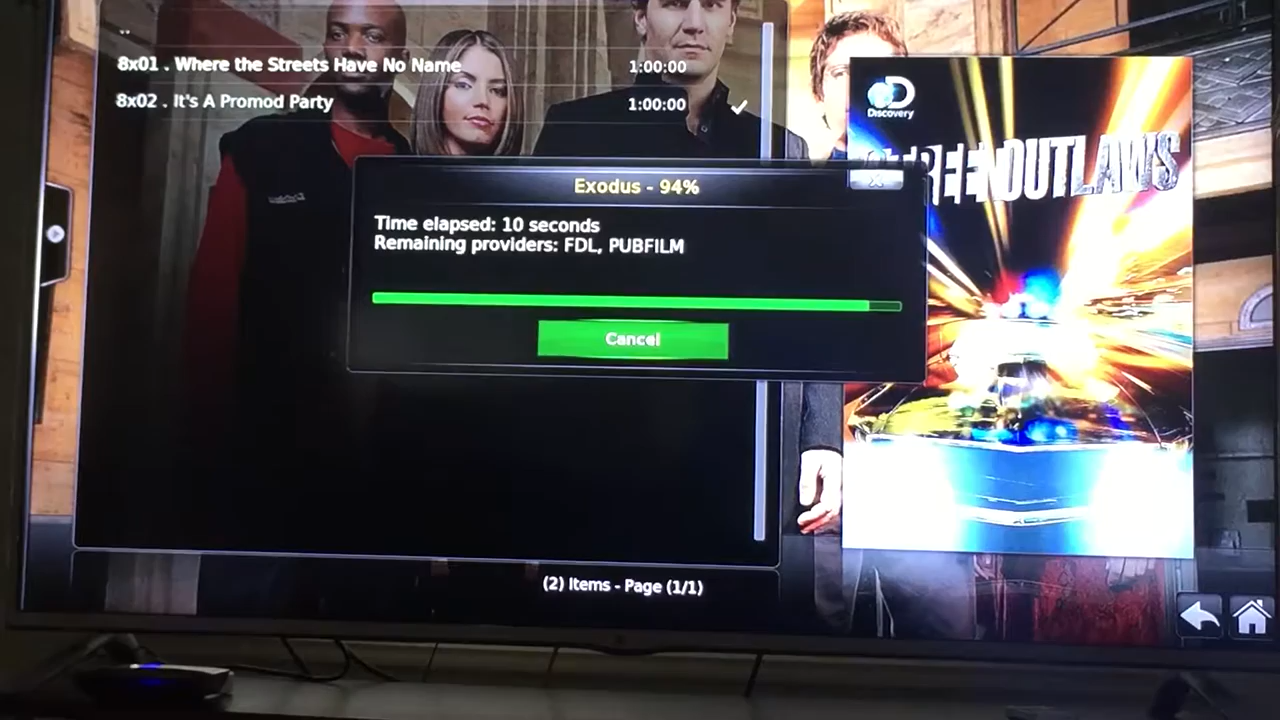 ..
8x01 . Where the Streets Have No Name 1:00:00
8x02 . It's A Promod Party 1:00:00
Discovery
OUTLAWS
Exodus - 94%
Time elapsed: 10 seconds
Remaining providers: FDL, PUBFILM
Cancel
(2) Items - Page (1/1)